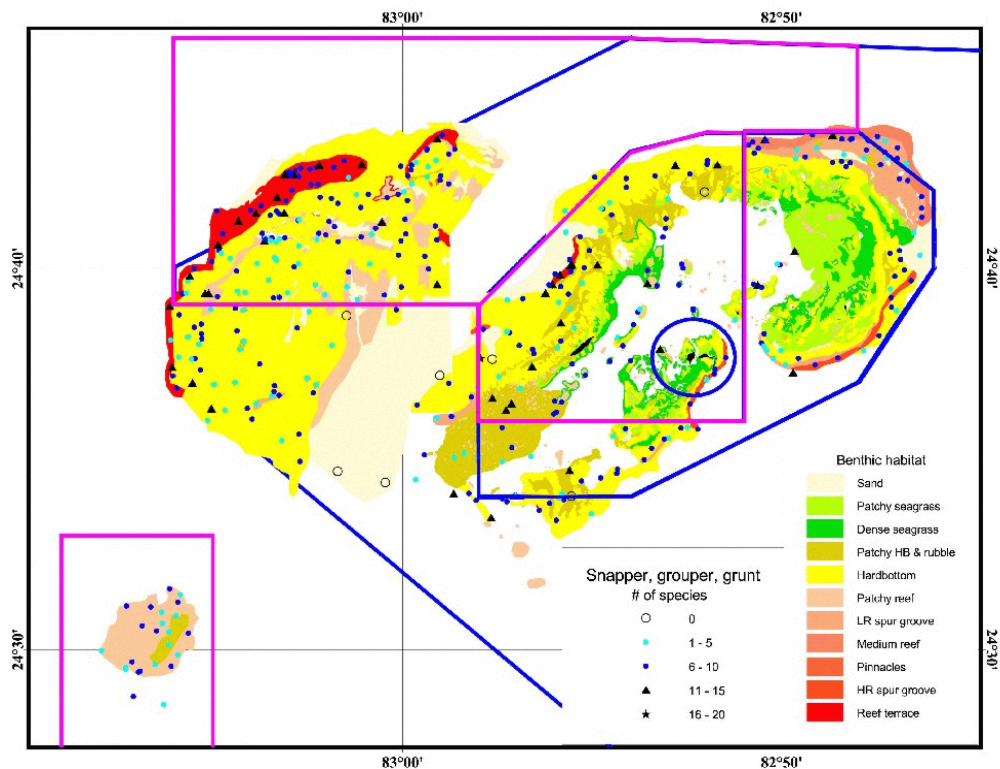 83°00' 82°50'
24°40' 24°40'
Benthic habitat
Sand
Patchy seagrass
Dense seagrass
Patchy HB & rubble
Hardbottom
Patchy reef
LR spur groove
Medium reef
Pinnacles
HR spur groove
Reef terrace
Snapper, grouper, grunt
# of species
0
1 - 5
6 - 10
11 - 15
16 - 20
24°30' 24°30'
83°00' 82°50'